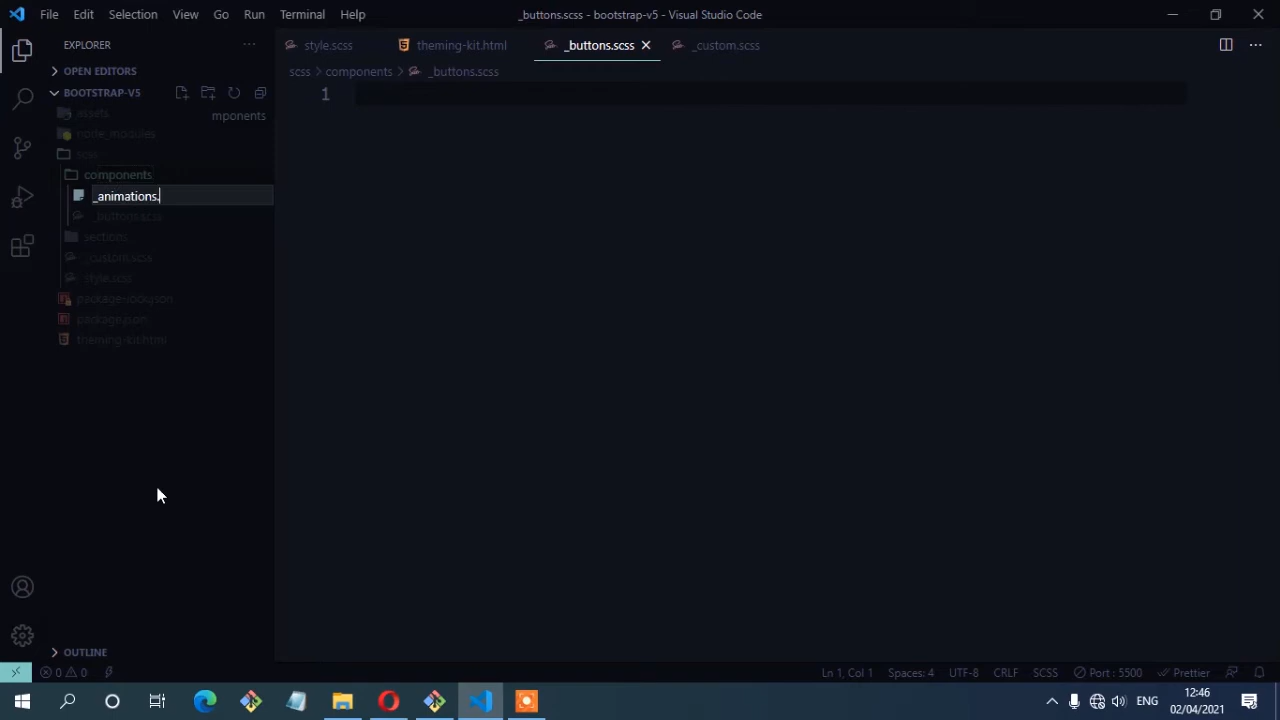 File Edit Selection View Go Run Terminal Help
_buttons.scss - bootstrap-v5 - Visual Studio Code
EXPLORER
style.scss theming-kit.html _buttons.scss _custom.scss
OPEN EDITORS
scss > components > _buttons.scss
BOOTSTRAP-V5
1
assets
mponents
node_modules
scss
components
_animations.
_buttons.scss
sections
_custom.scss
style.scss
package-lock.json
package.json
theming-kit.html
OUTLINE
0 0
Ln 1, Col 1 Spaces: 4 UTF-8 CRLF SCSS Port : 5500 Prettier
ENG
12:46
02/04/2021